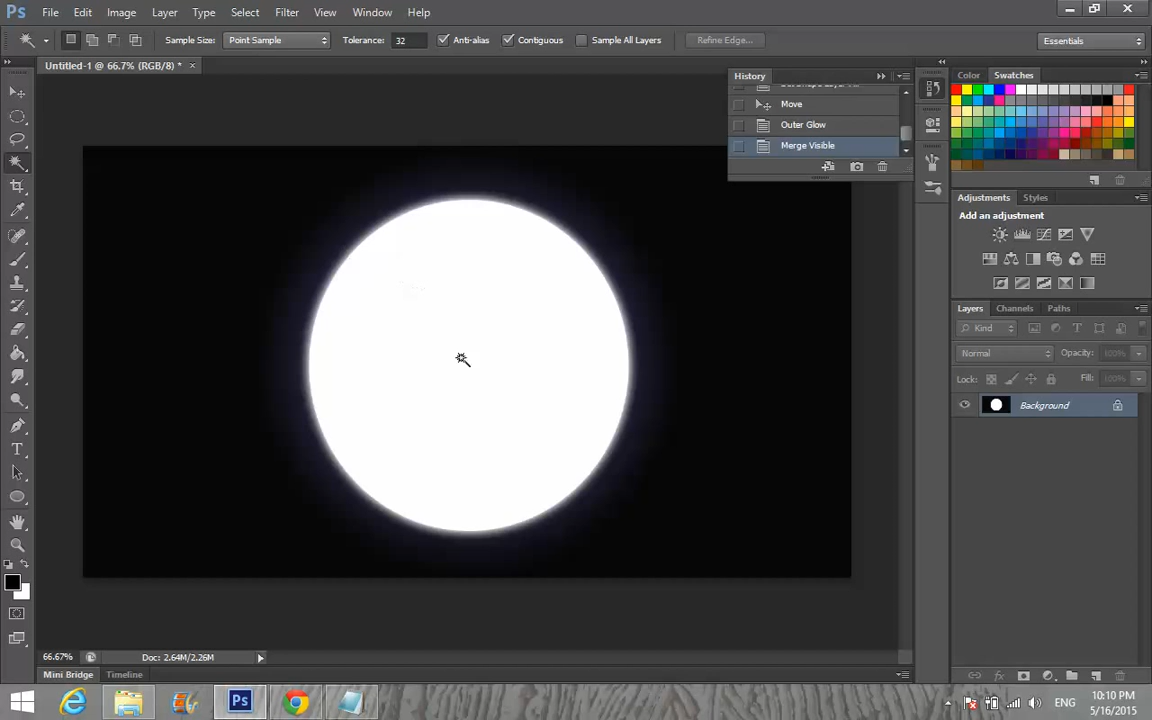 Ps File Edit Image Layer Type Select Filter View Window Help
Sample Size: Point Sample Tolerance: 32 Anti-alias Contiguous Sample All Layers Refine Edge... Essentials
Untitled-1 @ 66.7% (RGB/8) * ×
History
Move
Outer Glow
Merge Visible
Color Swatches
Adjustments Styles
Add an adjustment
Layers Channels Paths
Kind
Normal Opacity: 100%
Lock: Fill: 100%
Background
66.67% Doc: 2.64M/2.26M
Mini Bridge Timeline
Ps ENG 10:10 PM
5/16/2015